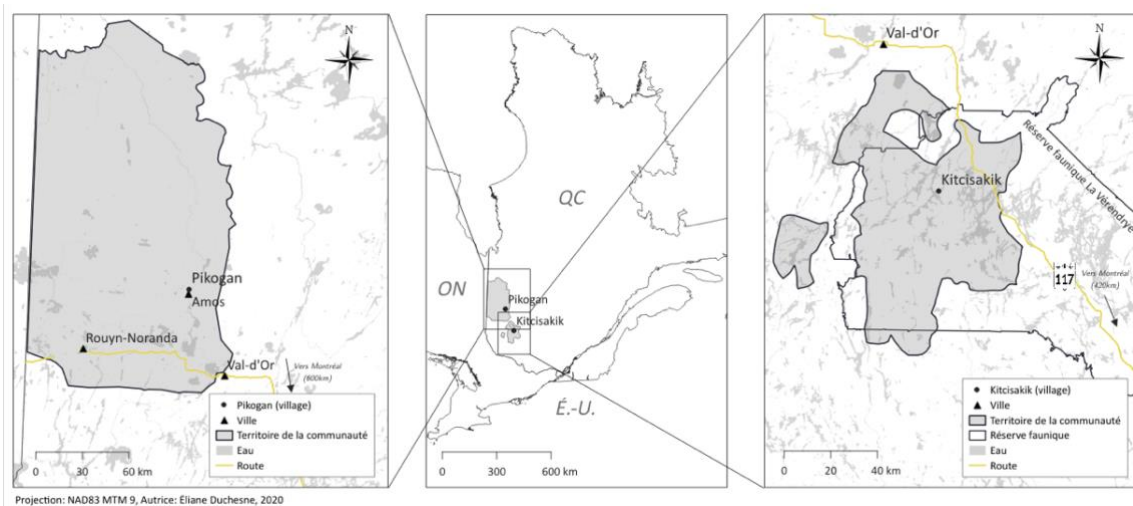 N
Pikogan
Amos
Rouyn-Noranda
Val-d'Or
Vers Montréal
(600km)
Pikogan (village)
Ville
Territoire de la communauté
Eau
Route
0 30 60 km
QC
ON
Pikogan
Kitcisakik
É.-U.
0 300 600 km
N
Val-d'Or
Réserve faunique La Vérendrye
Kitcisakik
117
Vers Montréal
(420km)
Kitcisakik (village)
Ville
Territoire de la communauté
Réserve faunique
Eau
Route
0 20 40 km
Projection: NAD83 MTM 9, Autrice: Éliane Duchesne, 2020